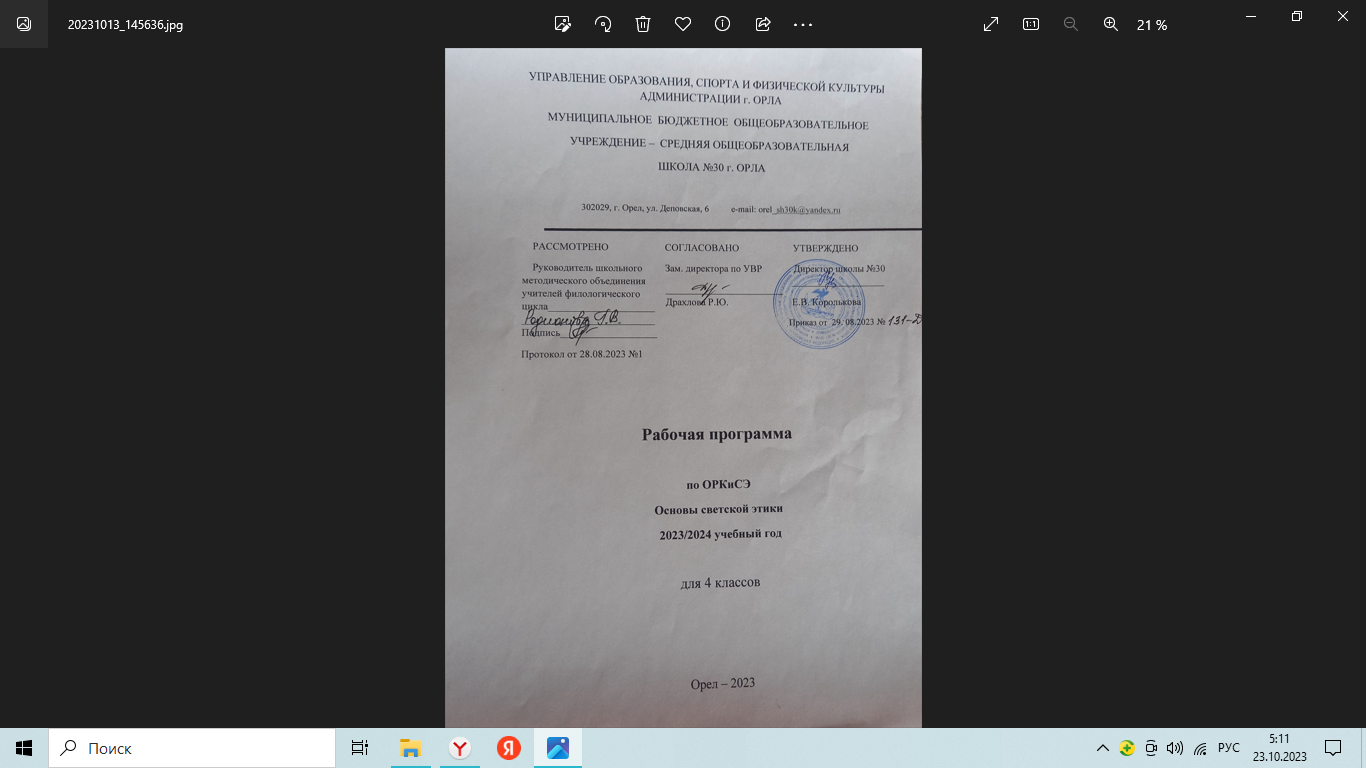 20231013_145636.jpg
21 %
УПРАВЛЕНИЕ ОБРАЗОВАНИЯ, СПОРТА И ФИЗИЧЕСКОЙ КУЛЬТУРЫ
АДМИНИСТРАЦИИ г. ОРЛА
МУНИЦИПАЛЬНОЕ БЮДЖЕТНОЕ ОБЩЕОБРАЗОВАТЕЛЬНОЕ
УЧРЕЖДЕНИЕ – СРЕДНЯЯ ОБЩЕОБРАЗОВАТЕЛЬНАЯ
ШКОЛА №30 г. ОРЛА
302029, г. Орел, ул. Деповская, 6 e-mail: orel_sh30k@yandex.ru
РАССМОТРЕНО
Руководитель школьного
методического объединения
учителей филологического
цикла
Г.В.
Подпись
Протокол от 28.08.2023 №1
СОГЛАСОВАНО
Зам. директора по УВР
Драхлова Р.Ю.
УТВЕРЖДЕНО
Директор школы №30
Е.В. Королькова
Приказ от 29. 08.2023 № 131-Д
Рабочая программа
по ОРКиСЭ
Основы светской этики
2023/2024 учебный год
для 4 классов
Орел – 2023
Поиск
РУС
5:11
23.10.2023